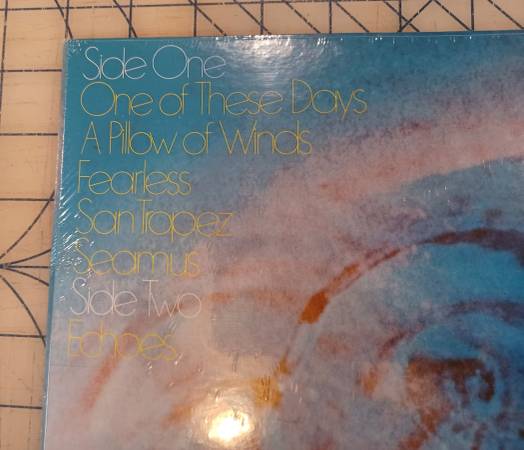 Side One
One of These Days
A Pillow of Winds
Fearless
San Tropez
Seamus
Side Two
Echoes